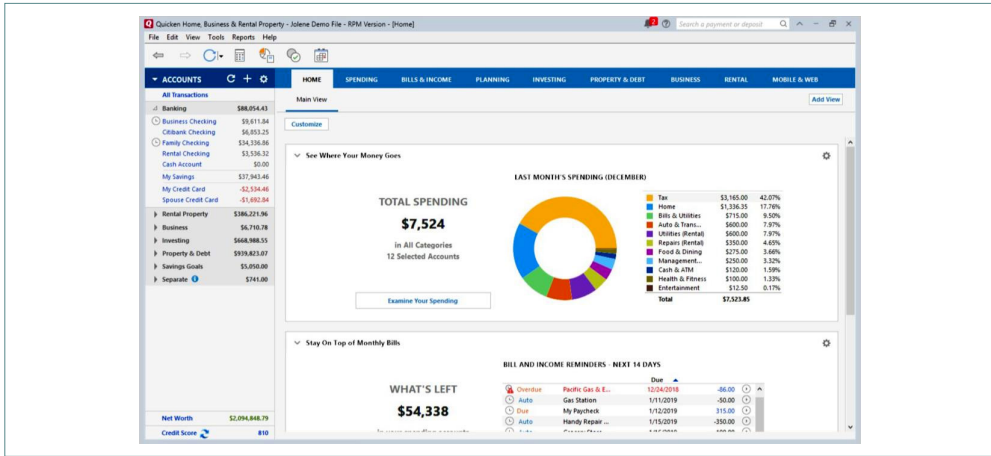 Quicken Home, Business & Rental Property - Jolene Demo File - RPM Version - [Home]
2
Search a payment or deposit
File Edit View Tools Reports Help
ACCOUNTS
All Transactions
Banking $88,054.43
Business Checking $9,611.84
Citibank Checking $6,853.25
Family Checking $34,336.86
Rental Checking $3,536.32
Cash Account $0.00
My Savings $37,943.46
My Credit Card -$2,534.46
Spouse Credit Card -$1,692.84
Rental Property $386,221.96
Business $6,710.78
Investing $668,988.55
Property & Debt $939,823.07
Savings Goals $5,050.00
Separate $741.00
Net Worth $2,094,848.79
Credit Score 810
HOME SPENDING BILLS & INCOME PLANNING INVESTING PROPERTY & DEBT BUSINESS RENTAL MOBILE & WEB
Main View Add View
Customize
See Where Your Money Goes
LAST MONTH'S SPENDING (DECEMBER)
TOTAL SPENDING
$7,524
in All Categories
12 Selected Accounts
Examine Your Spending
Tax $3,165.00 42.07%
Home $1,336.35 17.76%
Bills & Utilities $715.00 9.50%
Auto & Trans... $600.00 7.97%
Utilities (Rental) $600.00 7.97%
Repairs (Rental) $350.00 4.65%
Food & Dining $275.00 3.66%
Management... $250.00 3.32%
Cash & ATM $120.00 1.59%
Health & Fitness $100.00 1.33%
Entertainment $12.50 0.17%
Total $7,523.85
Stay On Top of Monthly Bills
BILL AND INCOME REMINDERS - NEXT 14 DAYS
WHAT'S LEFT
$54,338
Due
Overdue Pacific Gas & E... 12/24/2018 -86.00
Auto Gas Station 1/11/2019 -50.00
Due My Paycheck 1/12/2019 315.00
Auto Handy Repair ... 1/15/2019 -350.00